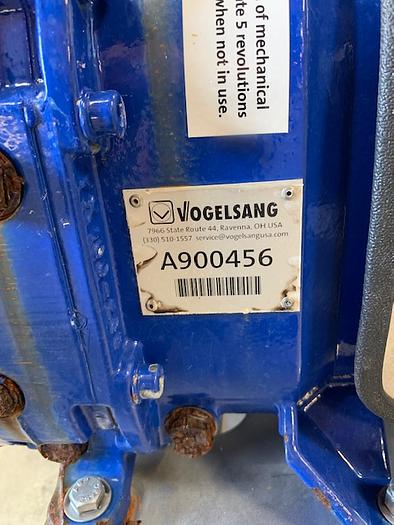 of mechanical
te 5 revolutions
when not in use.
VOGELSANG
7966 State Route 44, Ravenna, OH USA
(330) 510-1557 service@vogelsangusa.com
A900456